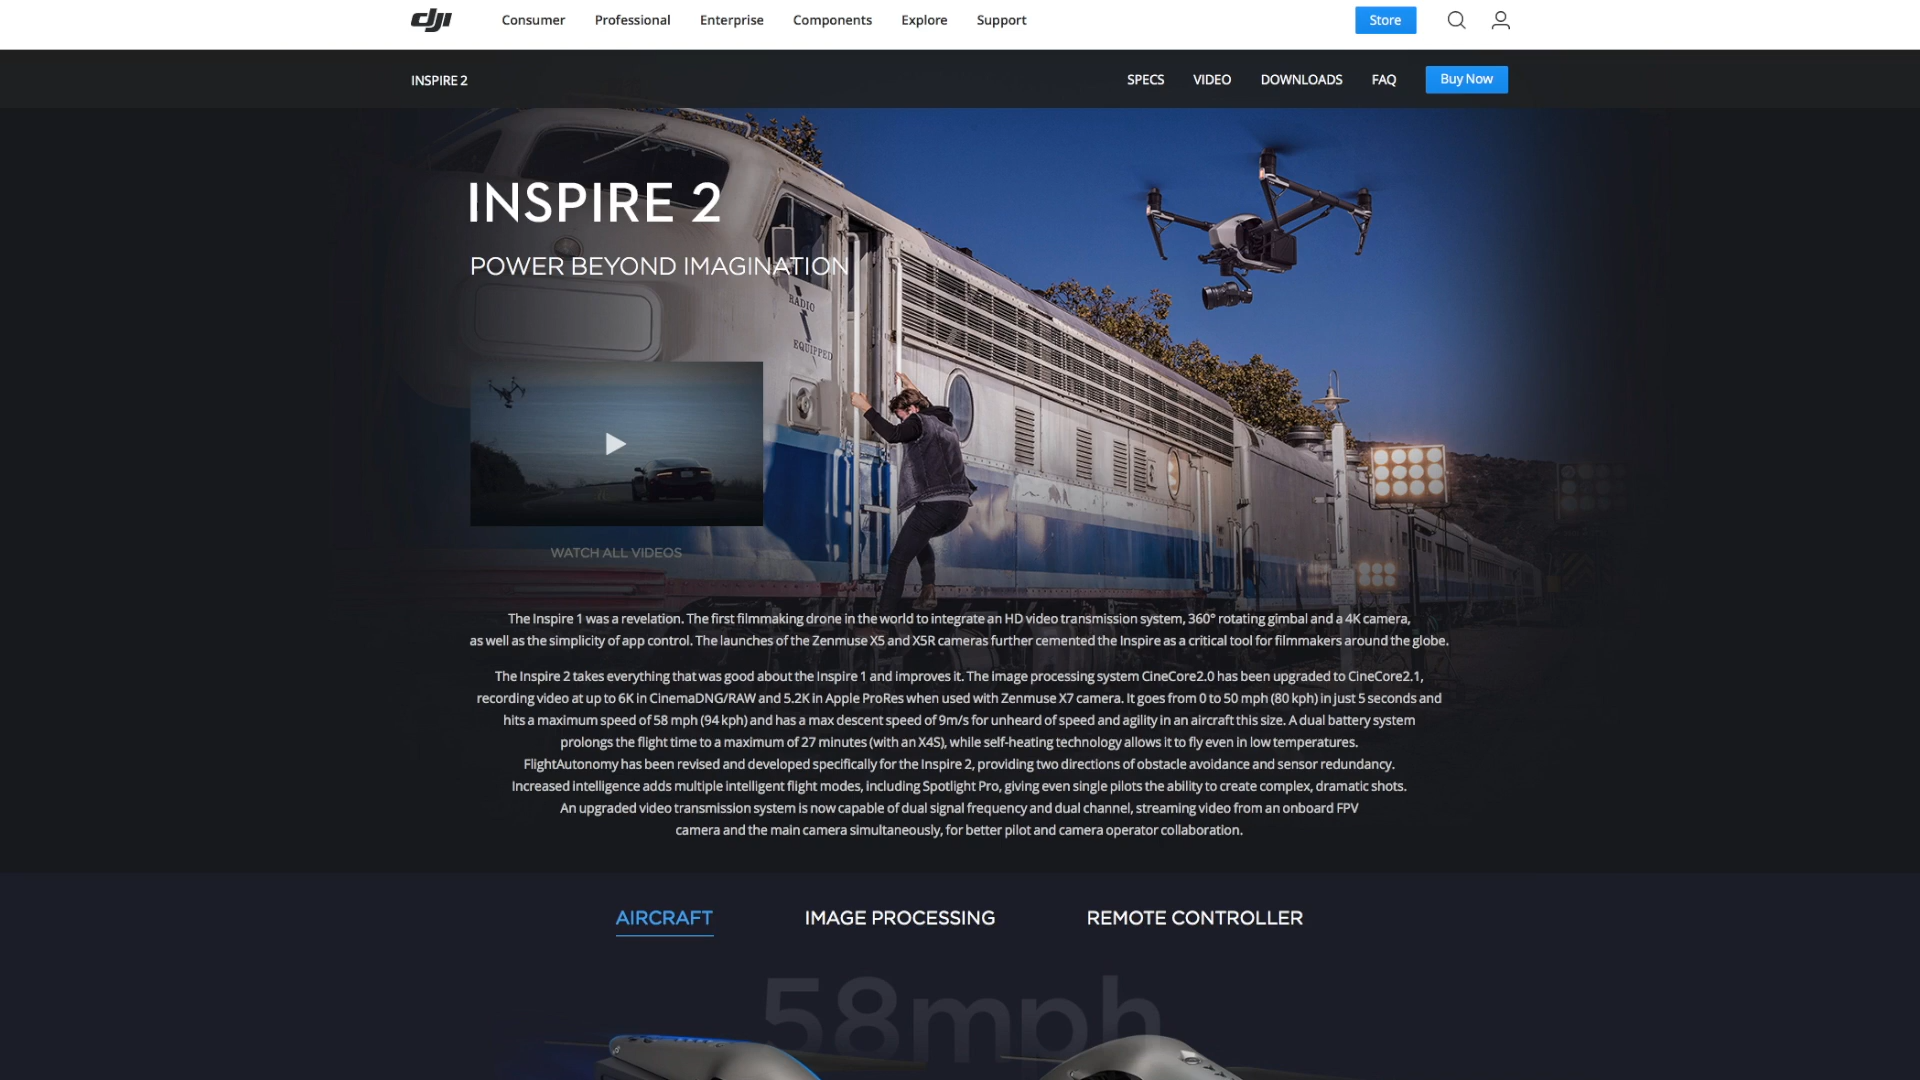 dji
Consumer
Professional
Enterprise
Components
Explore
Support
Store
INSPIRE 2
SPECS
VIDEO
DOWNLOADS
FAQ
Buy Now
INSPIRE 2
POWER BEYOND IMAGINATION
RADIO
EQUIPPED
WATCH ALL VIDEOS
The Inspire 1 was a revelation. The first filmmaking drone in the world to integrate an HD video transmission system, 360° rotating gimbal and a 4K camera,
as well as the simplicity of app control. The launches of the Zenmuse X5 and X5R cameras further cemented the Inspire as a critical tool for filmmakers around the globe.
The Inspire 2 takes everything that was good about the Inspire 1 and improves it. The image processing system CineCore2.0 has been upgraded to CineCore2.1,
recording video at up to 6K in CinemaDNG/RAW and 5.2K in Apple ProRes when used with Zenmuse X7 camera. It goes from 0 to 50 mph (80 kph) in just 5 seconds and
hits a maximum speed of 58 mph (94 kph) and has a max descent speed of 9m/s for unheard of speed and agility in an aircraft this size. A dual battery system
prolongs the flight time to a maximum of 27 minutes (with an X4S), while self-heating technology allows it to fly even in low temperatures.
FlightAutonomy has been revised and developed specifically for the Inspire 2, providing two directions of obstacle avoidance and sensor redundancy.
Increased intelligence adds multiple intelligent flight modes, including Spotlight Pro, giving even single pilots the ability to create complex, dramatic shots.
An upgraded video transmission system is now capable of dual signal frequency and dual channel, streaming video from an onboard FPV
camera and the main camera simultaneously, for better pilot and camera operator collaboration.
AIRCRAFT
IMAGE PROCESSING
REMOTE CONTROLLER
58mph